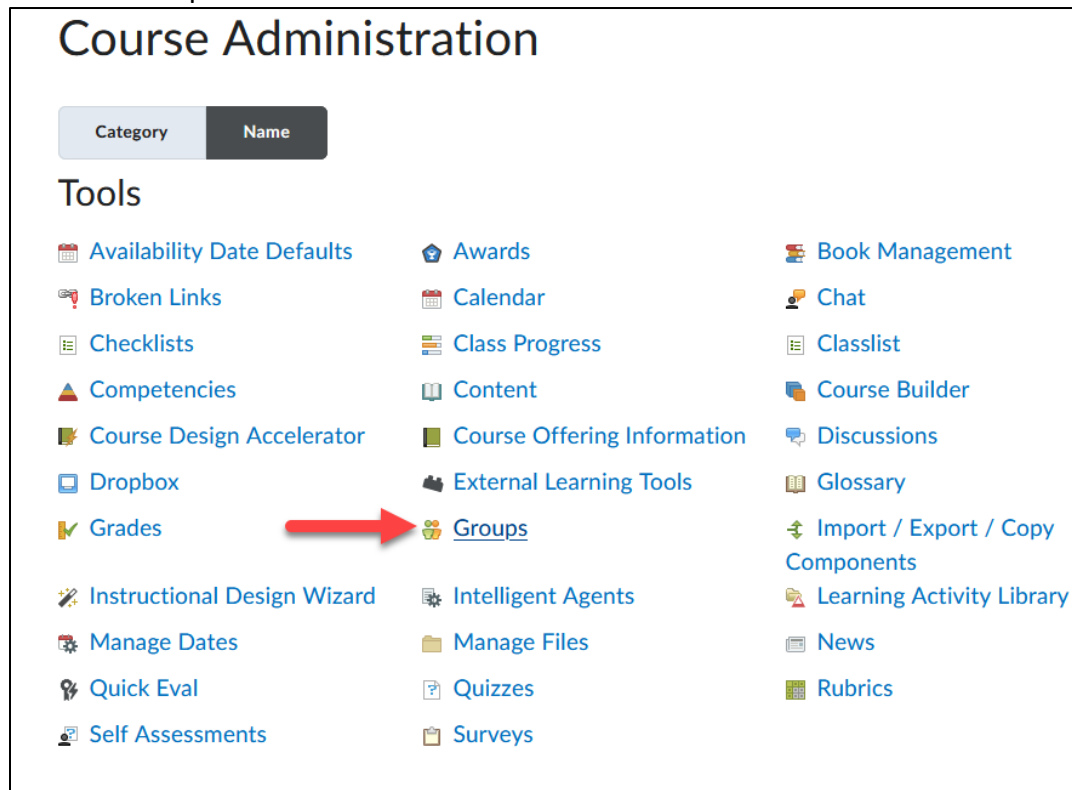 Course Administration
Category Name
Tools
Availability Date Defaults Awards Book Management
Broken Links Calendar Chat
Checklists Class Progress Classlist
Competencies Content Course Builder
Course Design Accelerator Course Offering Information Discussions
Dropbox External Learning Tools Glossary
Grades Groups Import / Export / Copy
Components
Instructional Design Wizard Intelligent Agents Learning Activity Library
Manage Dates Manage Files News
Quick Eval Quizzes Rubrics
Self Assessments Surveys